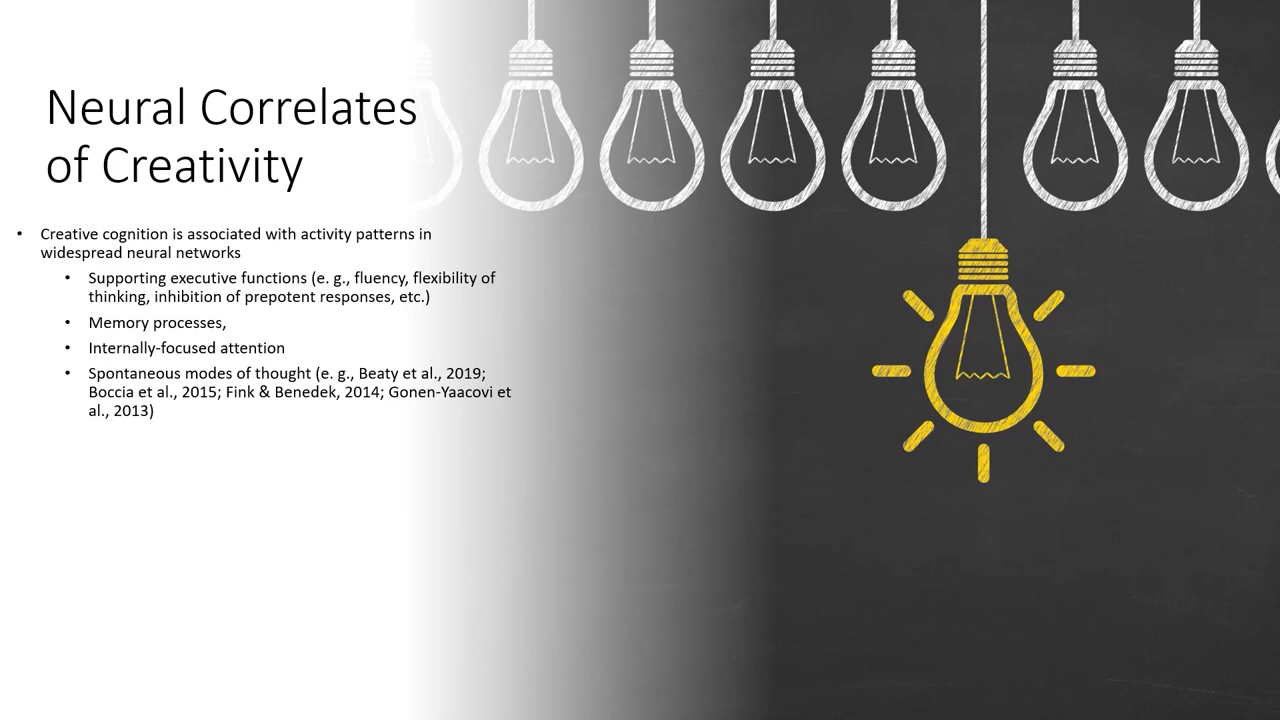 Neural Correlates
of Creativity
• Creative cognition is associated with activity patterns in
widespread neural networks
• Supporting executive functions (e. g., fluency, flexibility of
thinking, inhibition of prepotent responses, etc.)
• Memory processes,
• Internally-focused attention
• Spontaneous modes of thought (e. g., Beaty et al., 2019;
Boccia et al., 2015; Fink & Benedek, 2014; Gonen-Yaacovi et
al., 2013)